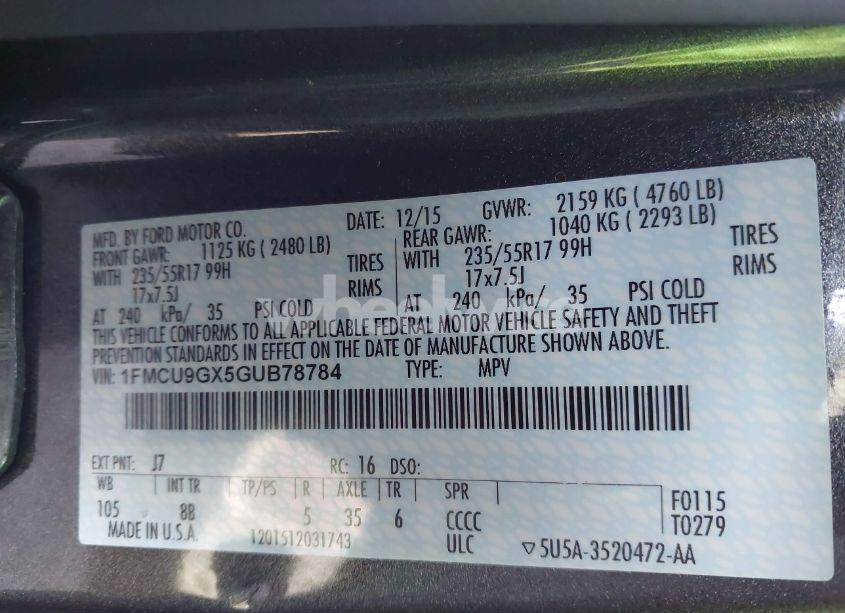 MFD. BY FORD MOTOR CO. DATE: 12/15 GVWR: 2159 KG ( 4760 LB)
FRONT GAWR: 1125 KG ( 2480 LB) REAR GAWR: 1040 KG ( 2293 LB)
WITH 235/55R17 99H TIRES WITH 235/55R17 99H TIRES
17x7.5J RIMS 17x7.5J RIMS
AT 240 kPa/ 35 PSI COLD AT 240 kPa/ 35 PSI COLD
THIS VEHICLE CONFORMS TO ALL APPLICABLE FEDERAL MOTOR VEHICLE SAFETY AND THEFT
PREVENTION STANDARDS IN EFFECT ON THE DATE OF MANUFACTURE SHOWN ABOVE.
VIN: 1FMCU9GX5GUB78784 TYPE: MPV
EXT PNT: J7 RC: 16 DSO:
WB INT TR TP/PS R AXLE TR SPR
105 8B 5 35 6 CCCC F0115
MADE IN U.S.A. 1201512031743 ULC T0279
5U5A-3520472-AA